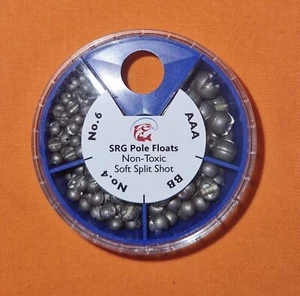 SRG Pole Floats
Non-Toxic
Soft Split Shot
No.6
AAA
No.4
BB